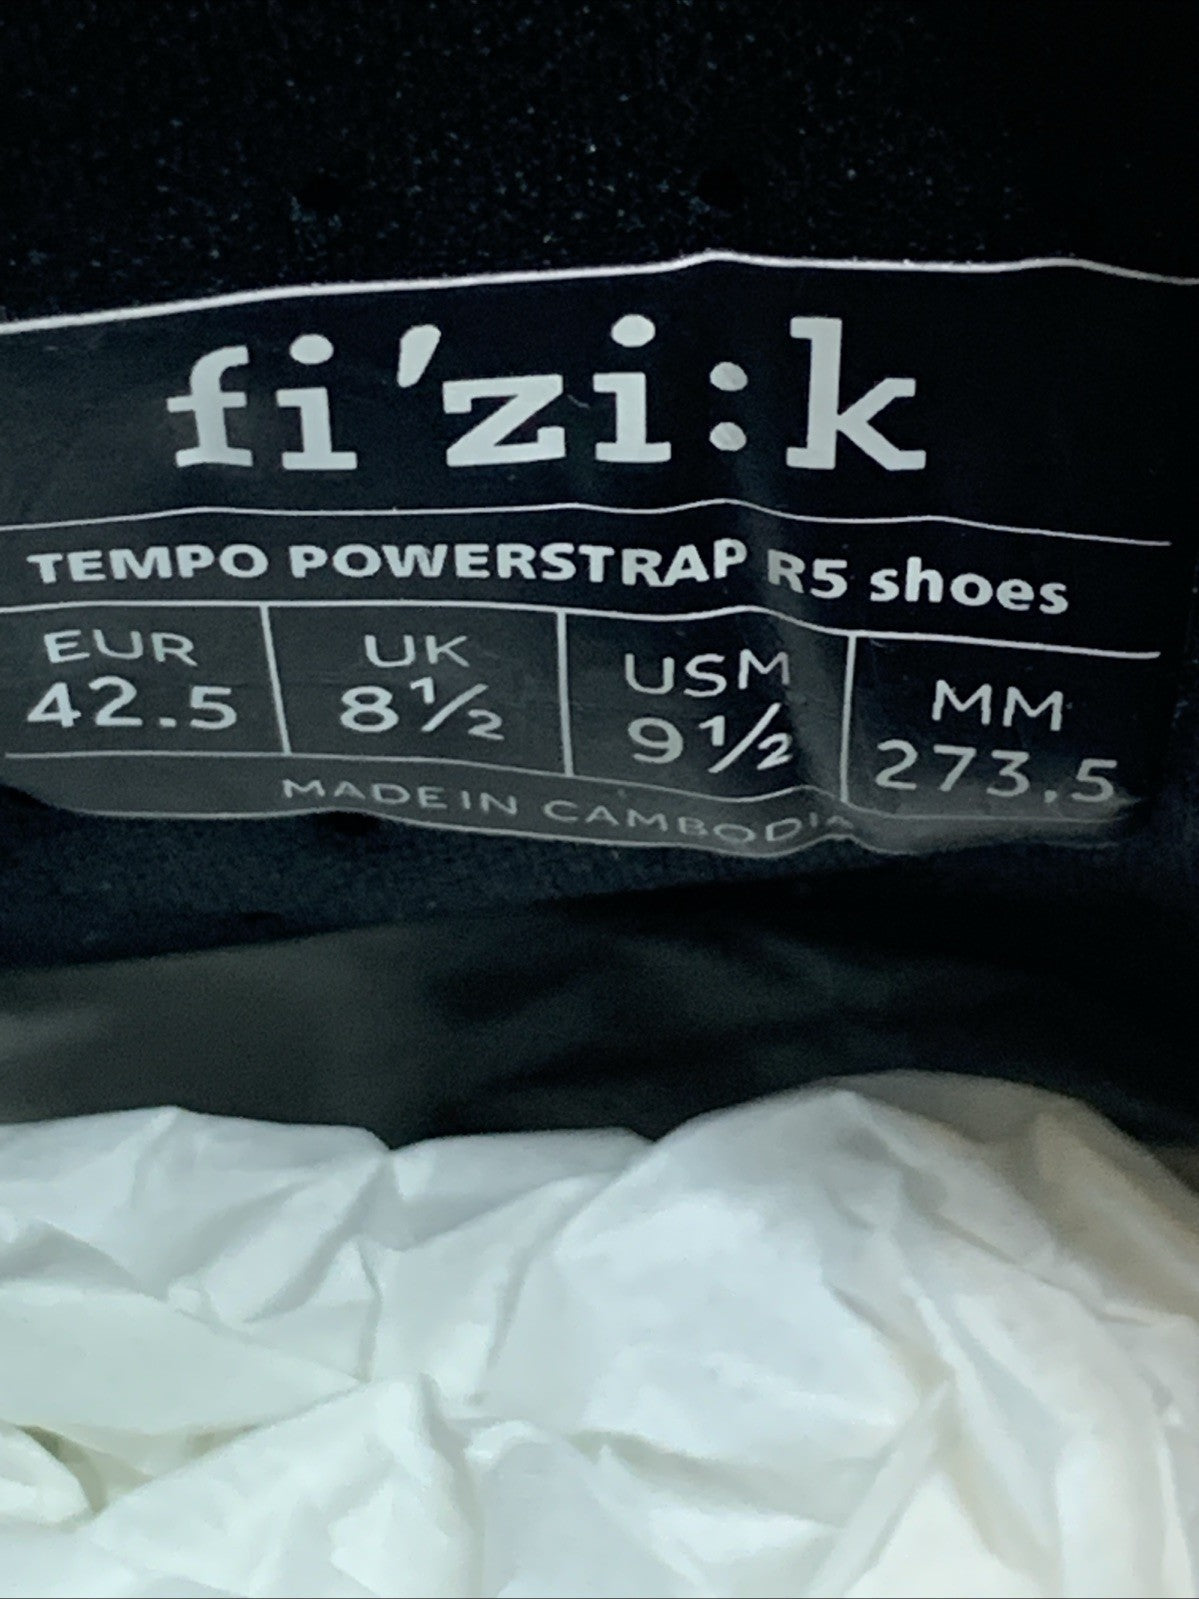 fi'zi:k
TEMPO POWERSTRAP R5 shoes
EUR UK USM MM
42.5 8½ 9½ 273,5
MADE IN CAMBODIA